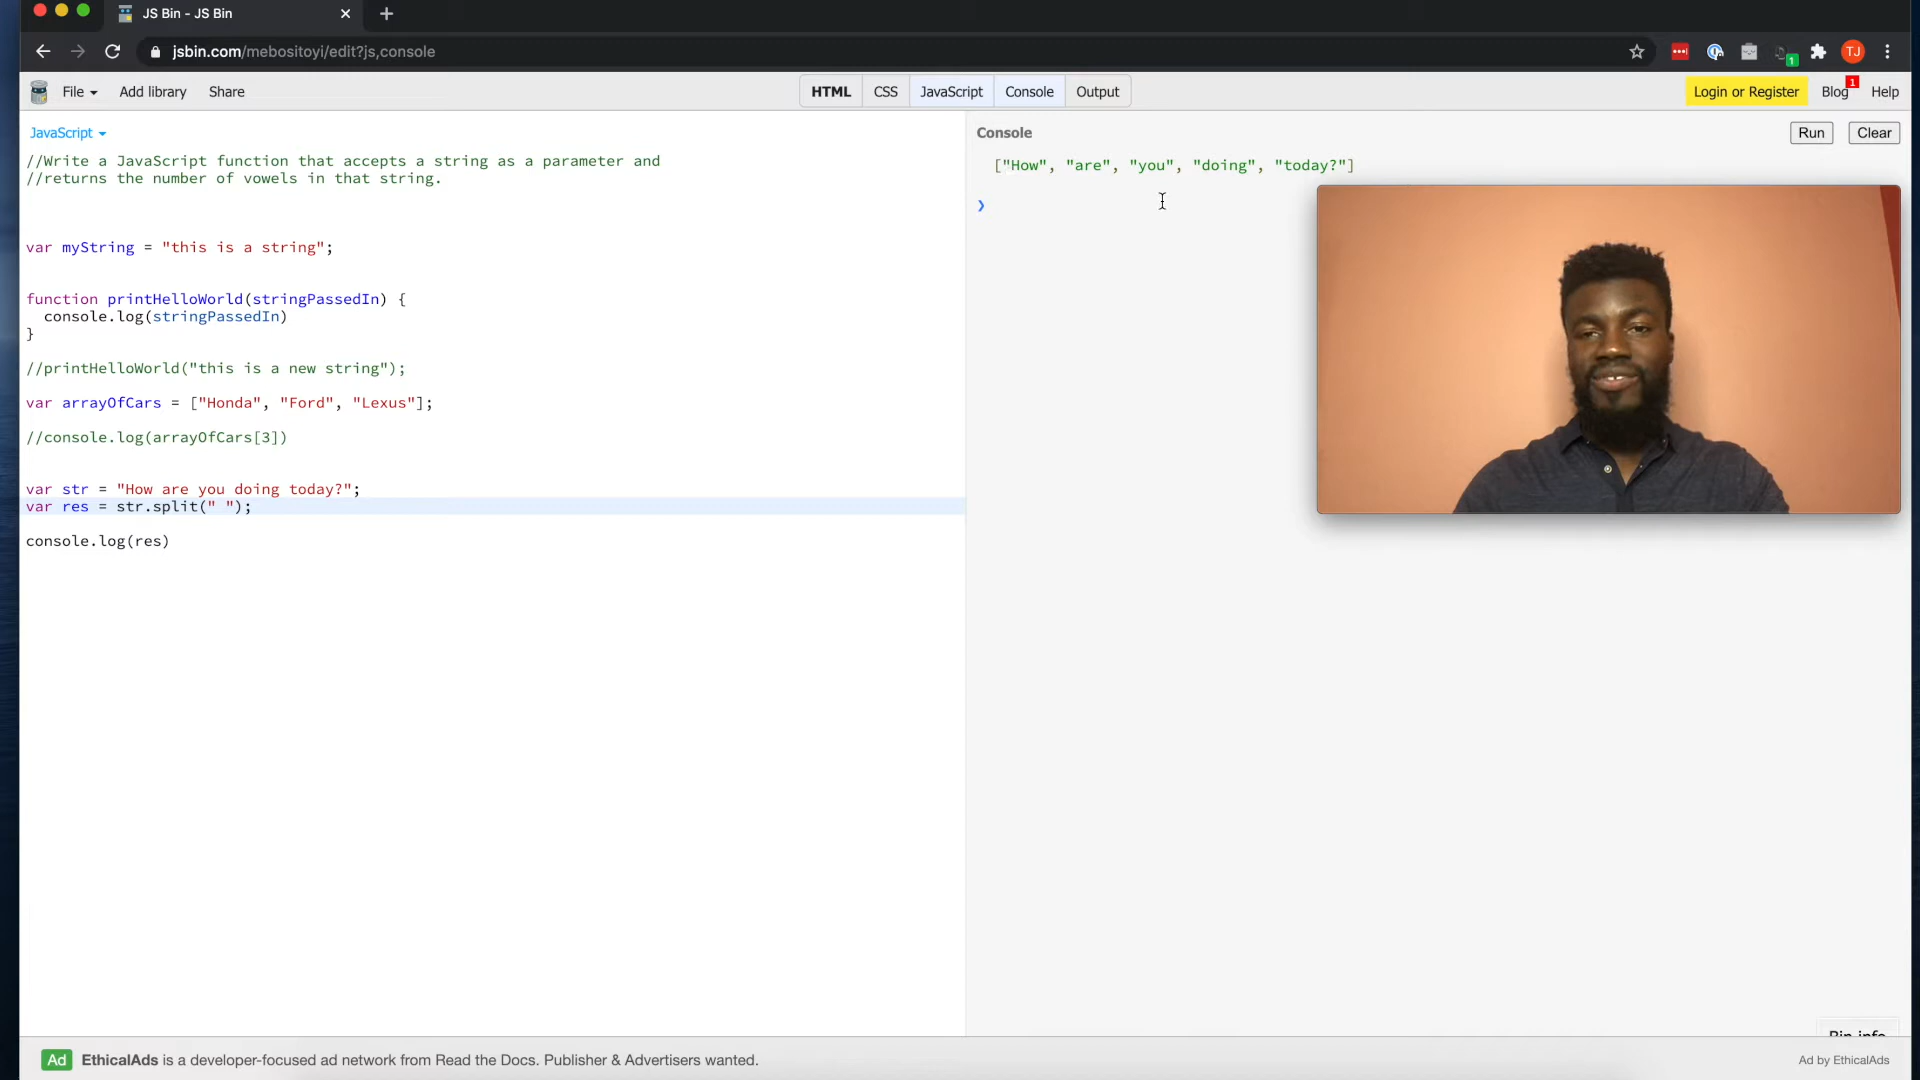 JS Bin - JS Bin
jsbin.com/mebositoyi/edit?js,console
TJ
1
File
Add library
Share
HTML
CSS
JavaScript
Console
Output
Login or Register
Blog
1
Help
JavaScript
//Write a JavaScript function that accepts a string as a parameter and
//returns the number of vowels in that string.
var myString = "this is a string";
function printHelloWorld(stringPassedIn) {
console.log(stringPassedIn)
}
//printHelloWorld("this is a new string");
var arrayOfCars = ["Honda", "Ford", "Lexus"];
//console.log(arrayOfCars[3])
var str = "How are you doing today?";
var res = str.split(" ");
console.log(res)
Console
Run
Clear
["How", "are", "you", "doing", "today?"]
Bin info
Ad
EthicalAds is a developer-focused ad network from Read the Docs. Publisher & Advertisers wanted.
Ad by EthicalAds